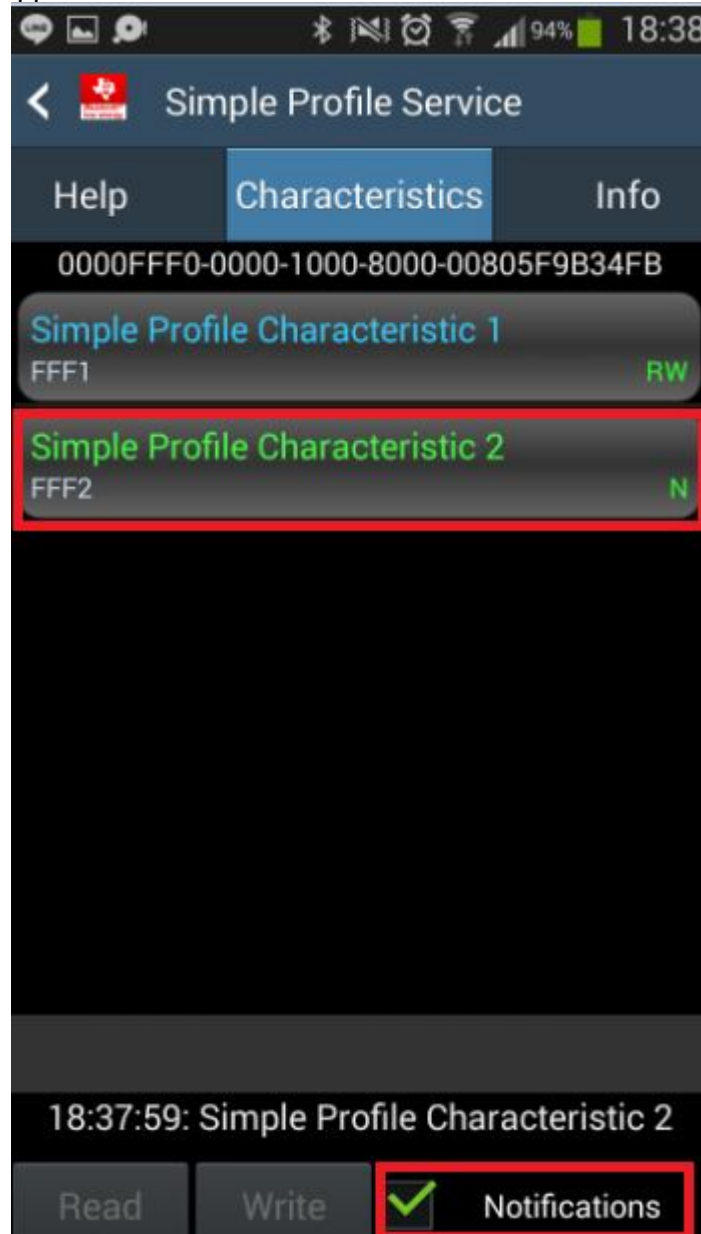 94% 18:38
Simple Profile Service
Help Characteristics Info
0000FFF0-0000-1000-8000-00805F9B34FB
Simple Profile Characteristic 1
FFF1 RW
Simple Profile Characteristic 2
FFF2 N
18:37:59: Simple Profile Characteristic 2
Read Write Notifications